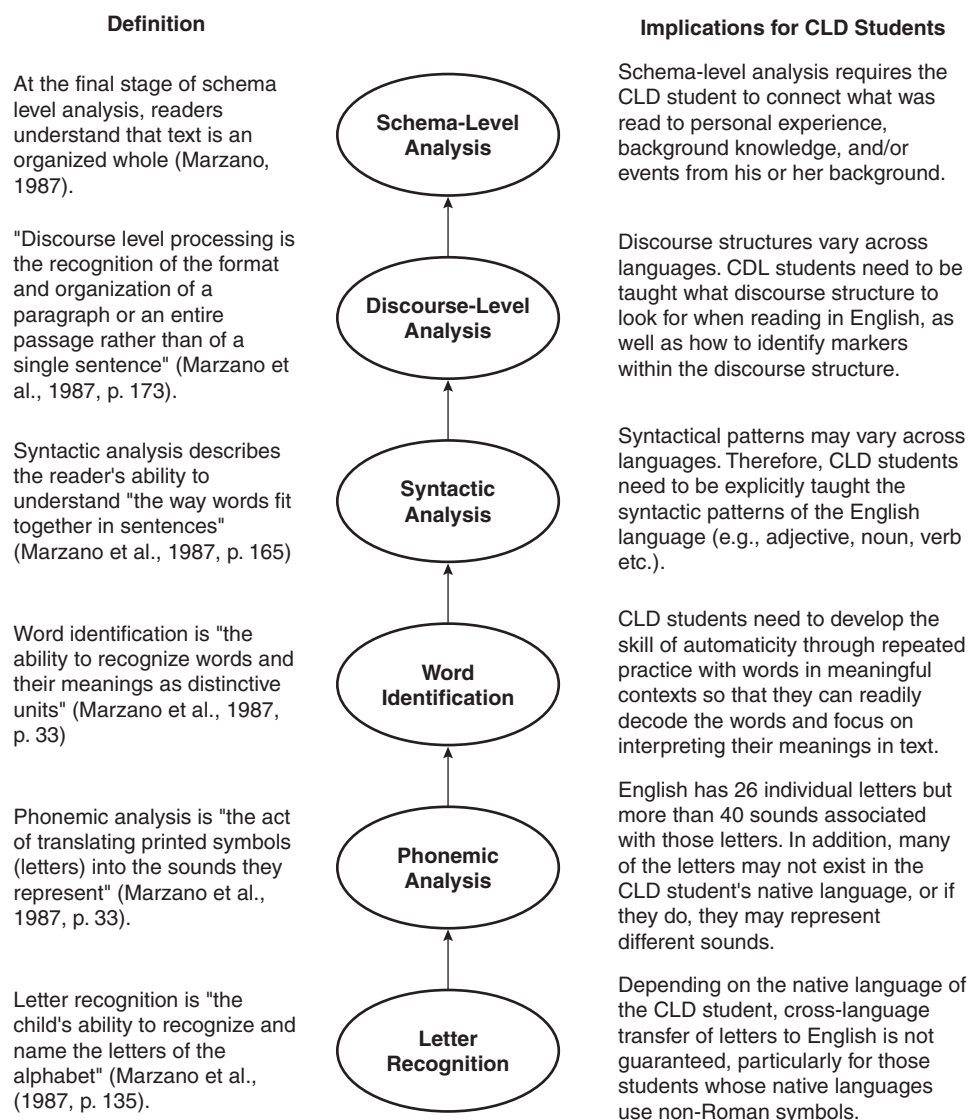 Definition
Implications for CLD Students
At the final stage of schema
level analysis, readers
understand that text is an
organized whole (Marzano,
1987).
Schema-Level
Analysis
Schema-level analysis requires the
CLD student to connect what was
read to personal experience,
background knowledge, and/or
events from his or her background.
"Discourse level processing is
the recognition of the format
and organization of a
paragraph or an entire
passage rather than of a
single sentence" (Marzano et
al., 1987, p. 173).
Discourse-Level
Analysis
Discourse structures vary across
languages. CDL students need to be
taught what discourse structure to
look for when reading in English, as
well as how to identify markers
within the discourse structure.
Syntactic analysis describes
the reader's ability to
understand "the way words fit
together in sentences"
(Marzano et al., 1987, p. 165)
Syntactic
Analysis
Syntactical patterns may vary across
languages. Therefore, CLD students
need to be explicitly taught the
syntactic patterns of the English
language (e.g., adjective, noun, verb
etc.).
Word identification is "the
ability to recognize words and
their meanings as distinctive
units" (Marzano et al., 1987,
p. 33)
Word
Identification
CLD students need to develop the
skill of automaticity through repeated
practice with words in meaningful
contexts so that they can readily
decode the words and focus on
interpreting their meanings in text.
Phonemic analysis is "the act
of translating printed symbols
(letters) into the sounds they
represent" (Marzano et al.,
1987, p. 33).
Phonemic
Analysis
English has 26 individual letters but
more than 40 sounds associated
with those letters. In addition, many
of the letters may not exist in the
CLD student's native language, or if
they do, they may represent
different sounds.
Letter recognition is "the
child's ability to recognize and
name the letters of the
alphabet" (Marzano et al.,
(1987, p. 135).
Letter
Recognition
Depending on the native language of
the CLD student, cross-language
transfer of letters to English is not
guaranteed, particularly for those
students whose native languages
use non-Roman symbols.